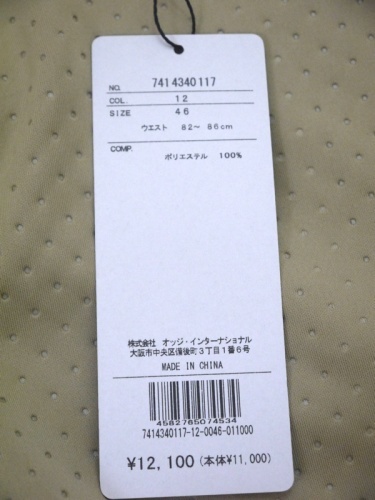 NO. 7414340117
COL. 12
SIZE 46
ウエスト 82〜 86cm
COMP. ポリエステル 100%
株式会社 オッジ・インターナショナル
大阪市中央区備後町3丁目1番6号
MADE IN CHINA
4582765074534
7414340117-12-0046-011000
¥12,100(本体¥11,000)